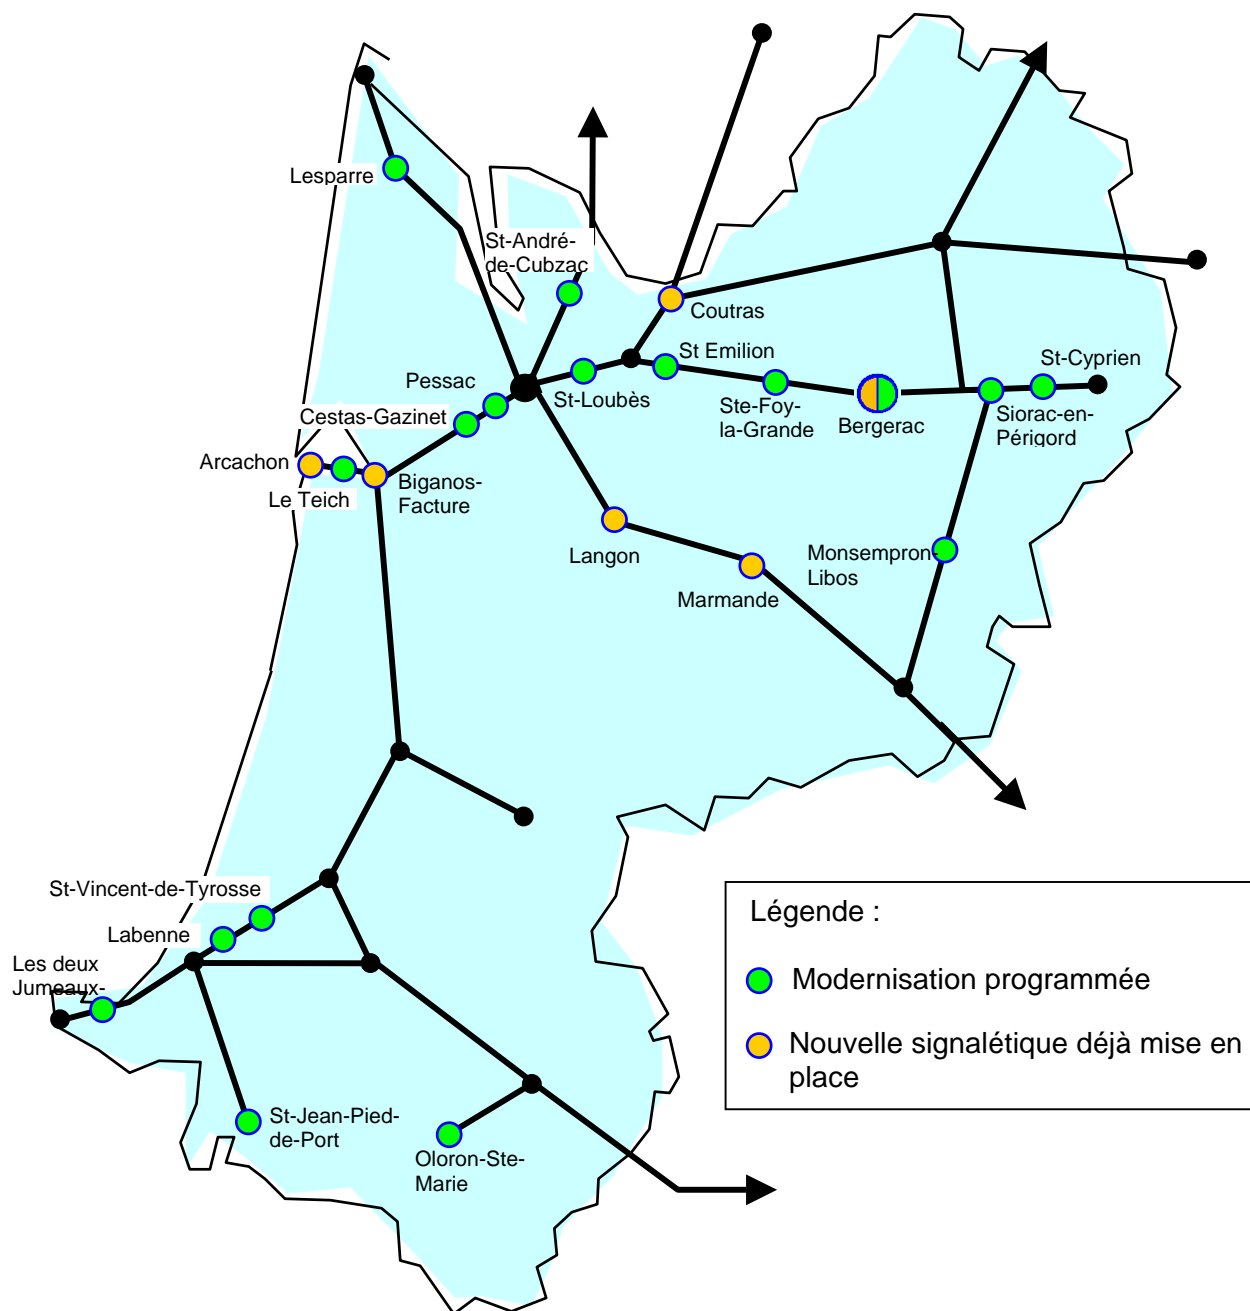 Lesparre
St-André-
de-Cubzac
Coutras
St Emilion
St-Cyprien
Pessac
St-Loubès
Cestas-Gazinet
Ste-Foy-
la-Grande
Bergerac
Siorac-en-
Périgord
Arcachon
Le Teich
Biganos-
Facture
Langon
Monsempron-
Libos
Marmande
St-Vincent-de-Tyrosse
Labenne
Les deux
Jumeaux-
St-Jean-Pied-
de-Port
Oloron-Ste-
Marie
Légende :
Modernisation programmée
Nouvelle signalétique déjà mise en
place